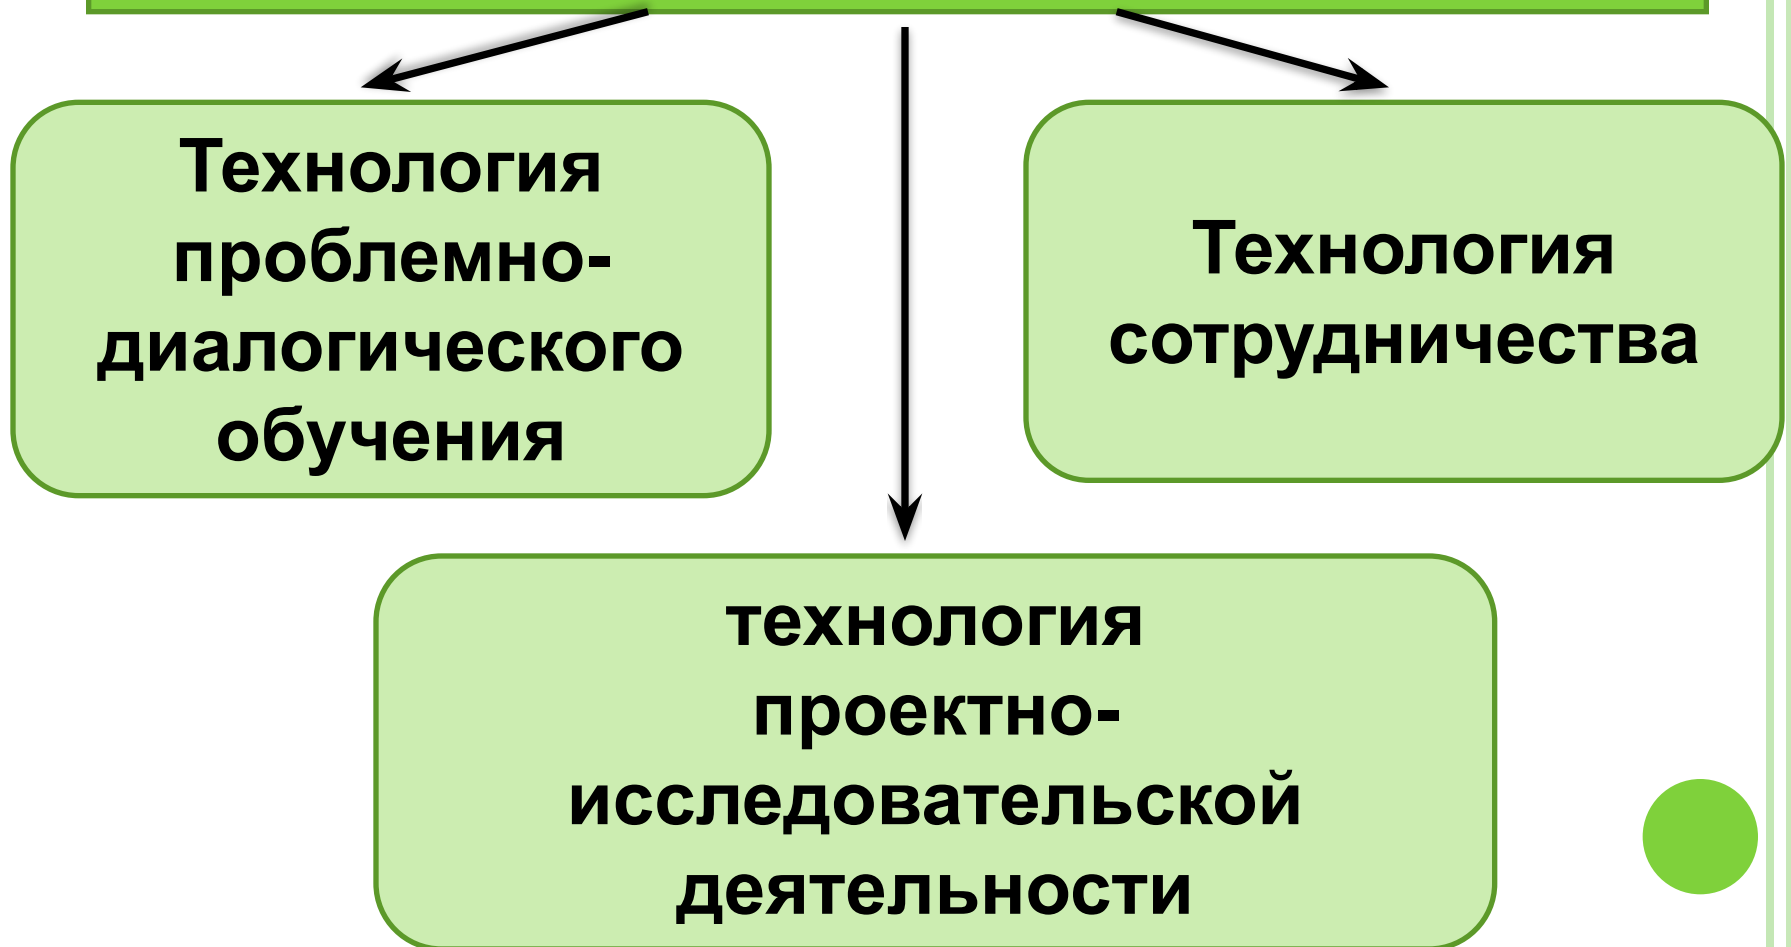 Технология
проблемно-
диалогического
обучения
Технология
сотрудничества
технология
проектно-
исследовательской
деятельности